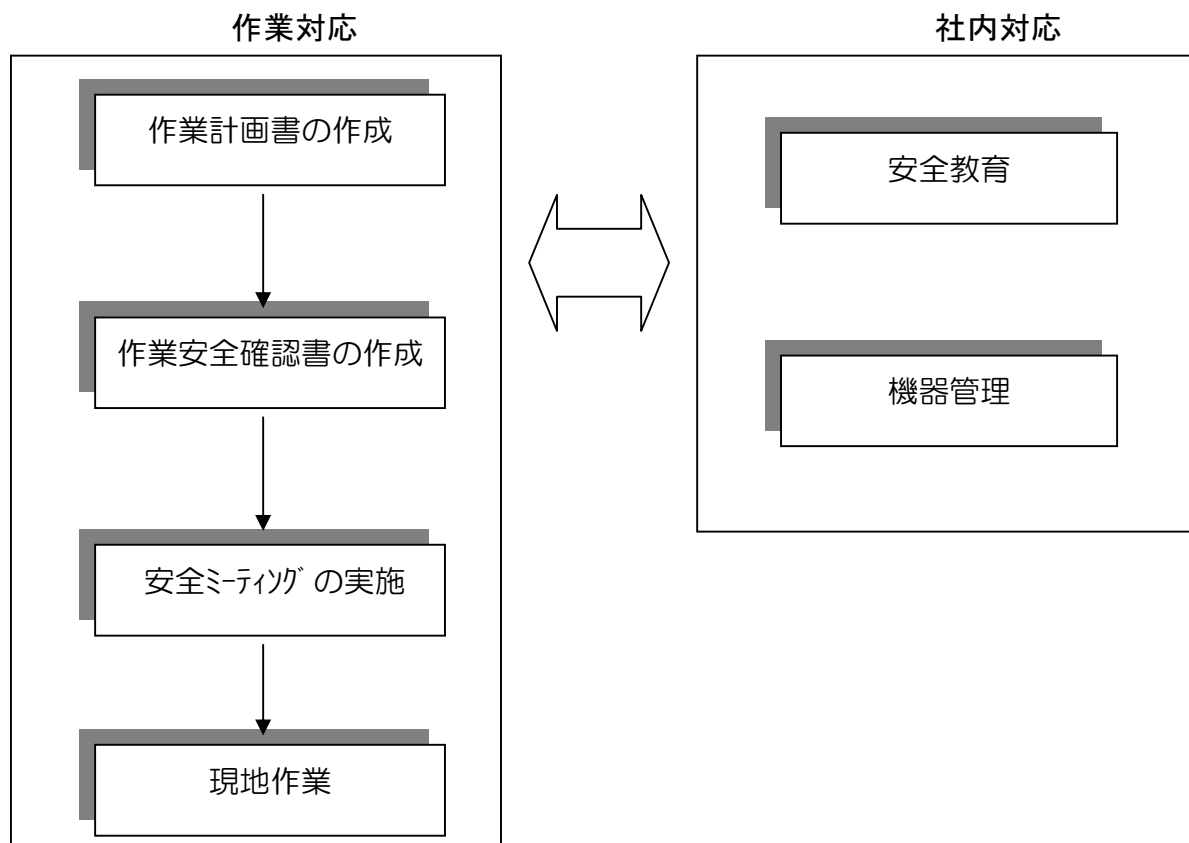 作業対応
作業計画書の作成
作業安全確認書の作成
安全ﾐｰﾃｨﾝｸﾞの実施
現地作業
社内対応
安全教育
機器管理